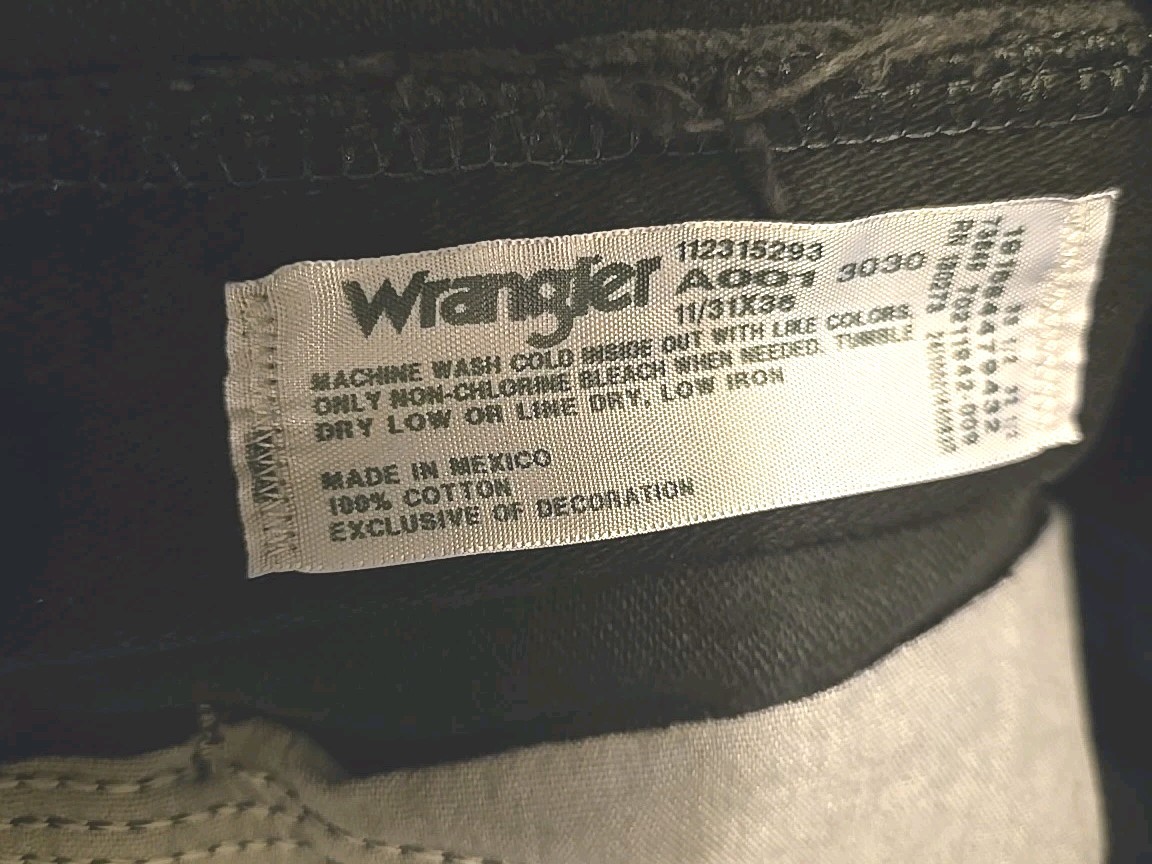 Wrangler
112315293
A001 3030
11/31X36
MACHINE WASH COLD INSIDE OUT WITH LIKE COLORS.
ONLY NON-CHLORINE BLEACH WHEN NEEDED. TUMBLE
DRY LOW OR LINE DRY, LOW IRON
MADE IN MEXICO
100% COTTON
EXCLUSIVE OF DECORATION